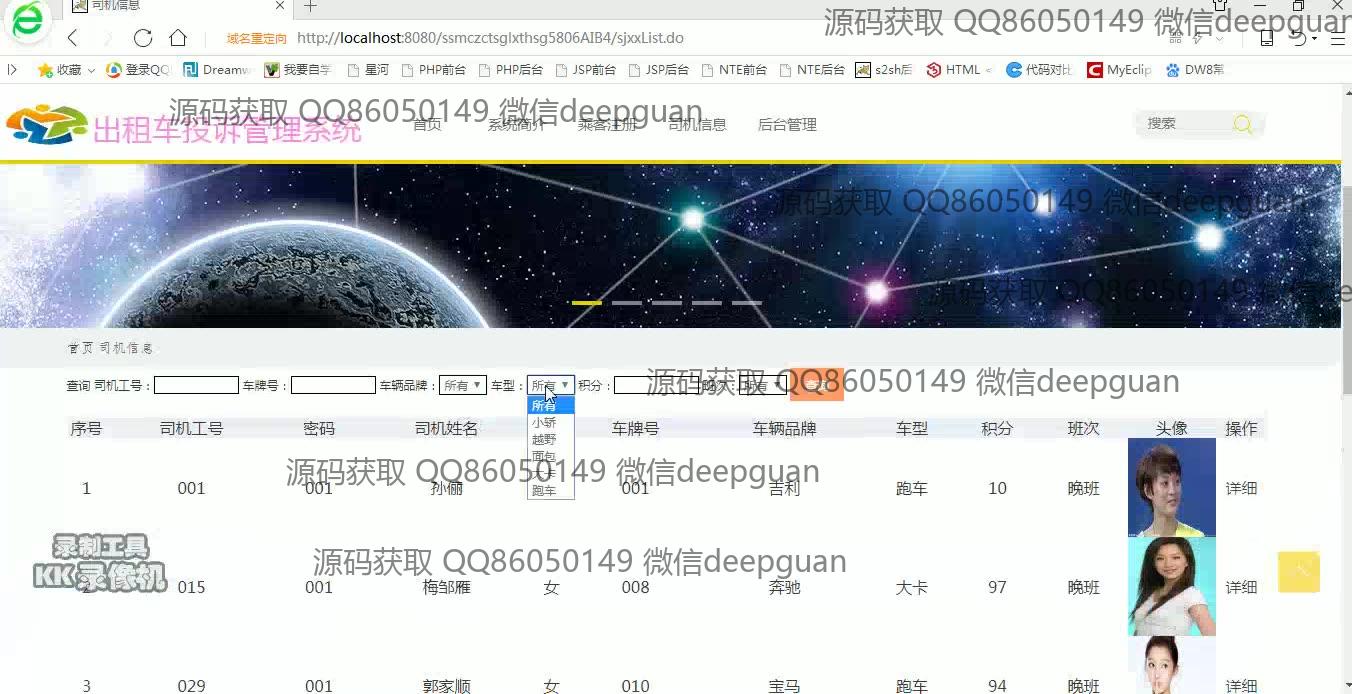 司机信息
源码获取 QQ86050149 微信deepguan
域名重定向 http://localhost:8080/ssmczctsglxthsg5806AIB4/sjxxList.do
收藏 登录QQ Dreamw 我要自学 星河 PHP前台 PHP后台 JSP前台 JSP后台 NTE前台 NTE后台 s2sh后 HTML 代码对比 MyEclip DW8常
源码获取 QQ86050149 微信deepguan
出租车投诉管理系统 首页 系统简介 乘客注册 司机信息 后台管理 搜索
源码获取 QQ86050149 微信deepguan
源码获取 QQ86050149 微信de
首页 司机信息
查询 司机工号： 车牌号： 车辆品牌：所有 车型：所有 积分： 所有
源码获取 QQ86050149 微信deepguan
所有
小轿
越野
面包
跑车
序号 司机工号 密码 司机姓名 车牌号 车辆品牌 车型 积分 班次 头像 操作
源码获取 QQ86050149 微信deepguan
1 001 001 孙俪 001 吉利 跑车 10 晚班 详细
源码获取 QQ86050149 微信deepguan
录制工具
KK录像机
2 015 001 梅邹雁 女 008 奔驰 大卡 97 晚班 详细
3 029 001 郭家顺 女 010 宝马 跑车 94 晚班 详细